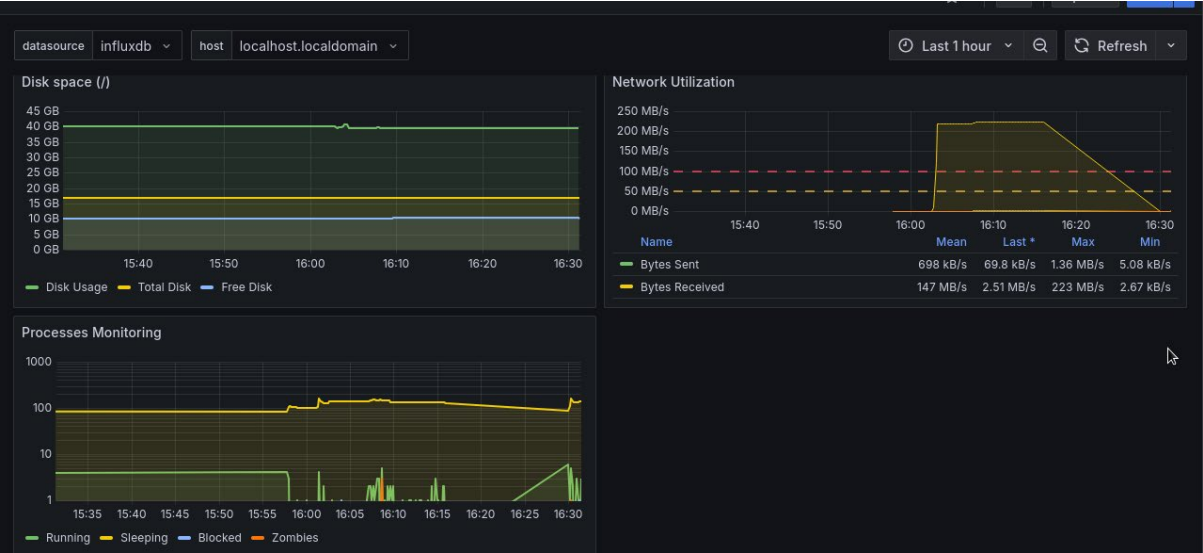 datasource influxdb host localhost.localdomain Last 1 hour Refresh
Disk space (/)
45 GB
40 GB
35 GB
30 GB
25 GB
20 GB
15 GB
10 GB
5 GB
0 GB
15:40 15:50 16:00 16:10 16:20 16:30
Disk Usage Total Disk Free Disk
Network Utilization
250 MB/s
200 MB/s
150 MB/s
100 MB/s
50 MB/s
0 MB/s
15:40 15:50 16:00 16:10 16:20 16:30
Name Mean Last * Max Min
Bytes Sent 698 kB/s 69.8 kB/s 1.36 MB/s 5.08 kB/s
Bytes Received 147 MB/s 2.51 MB/s 223 MB/s 2.67 kB/s
Processes Monitoring
1000
100
10
1
15:35 15:40 15:45 15:50 15:55 16:00 16:05 16:10 16:15 16:20 16:25 16:30
Running Sleeping Blocked Zombies